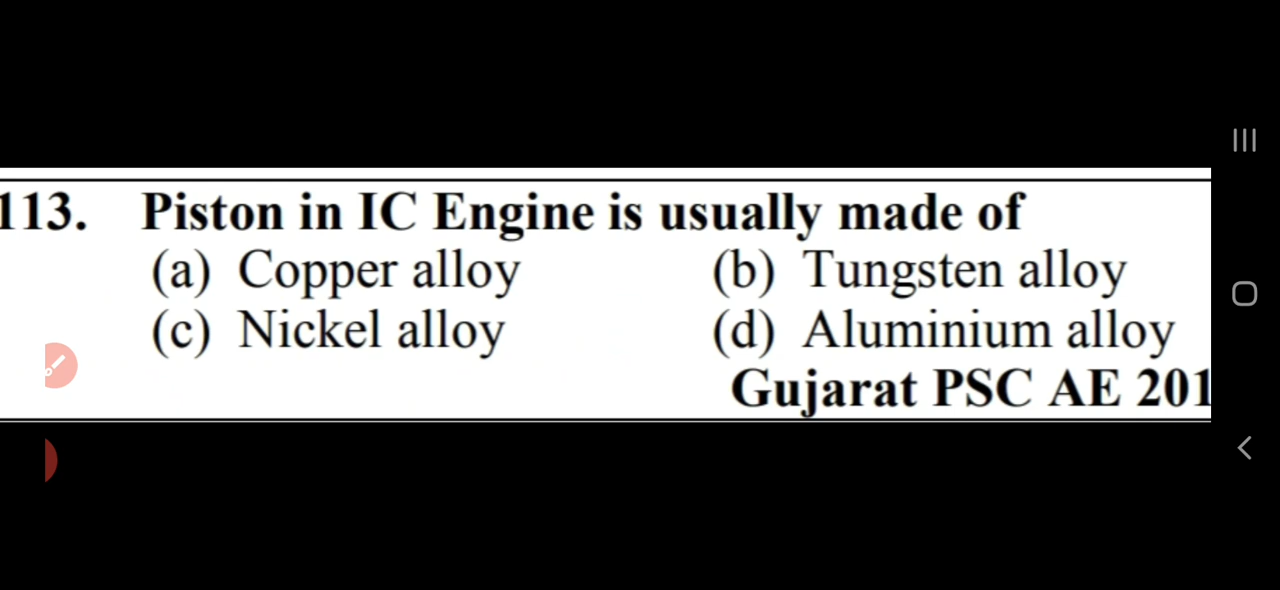 113. Piston in IC Engine is usually made of
(a) Copper alloy (b) Tungsten alloy
(c) Nickel alloy (d) Aluminium alloy
Gujarat PSC AE 201